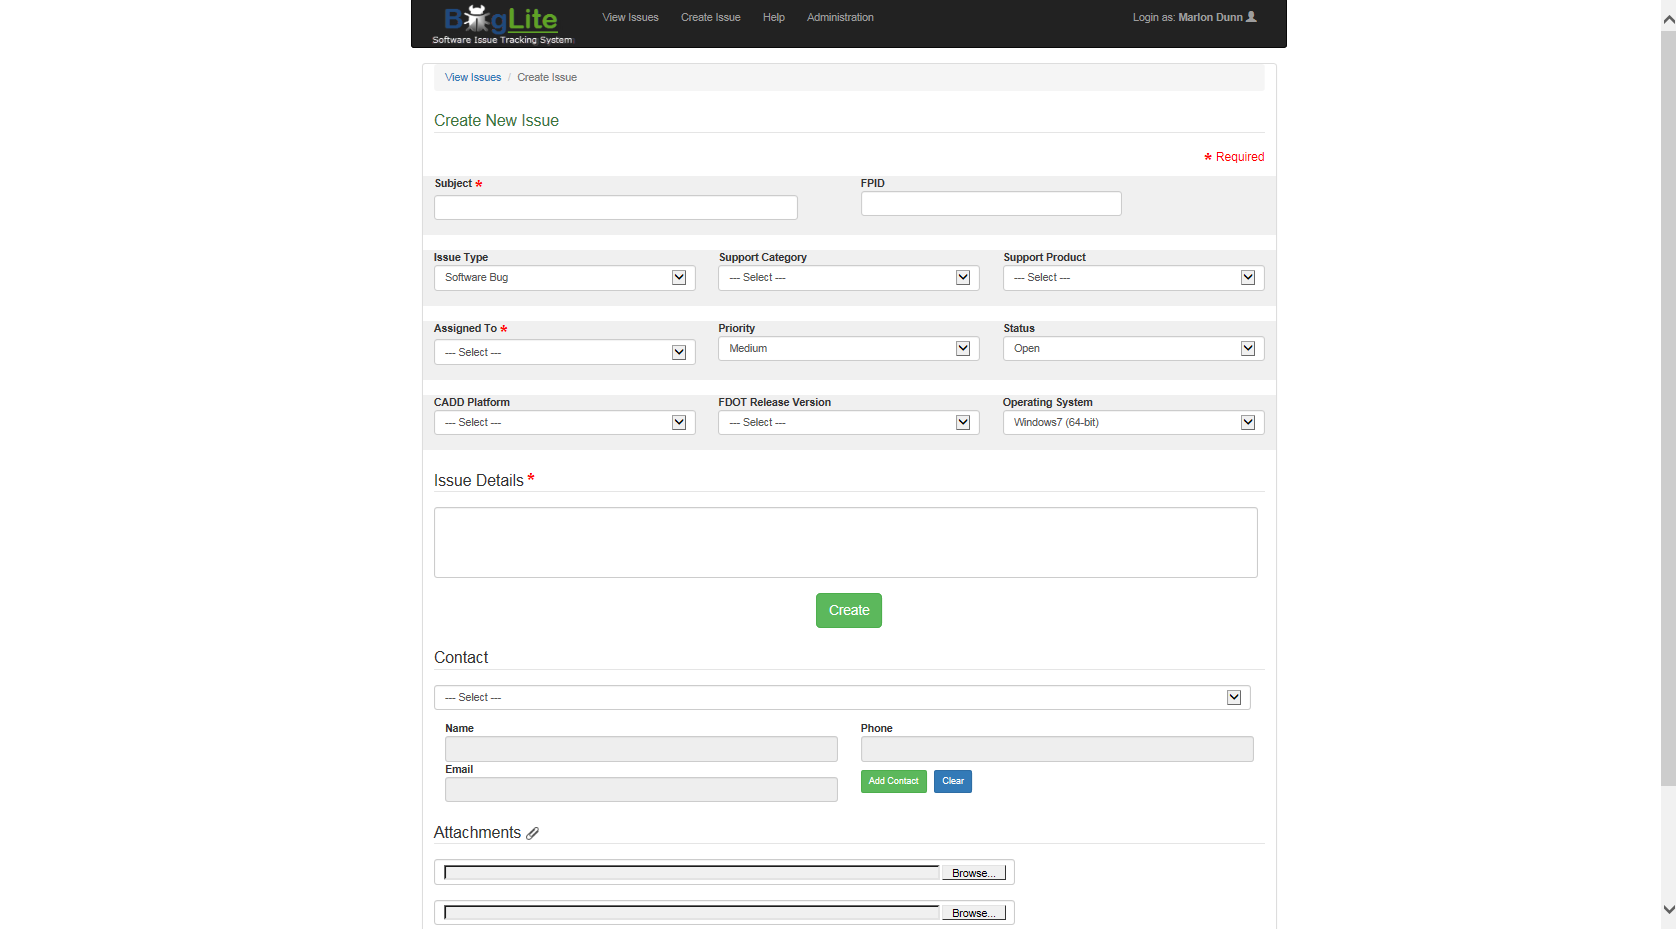 BugLite
Software Issue Tracking System
View Issues Create Issue Help Administration Login as: Marlon Dunn
View Issues / Create Issue
Create New Issue
* Required
Subject * FPID
Issue Type Support Category Support Product
Software Bug --- Select --- --- Select ---
Assigned To * Priority Status
--- Select --- Medium Open
CADD Platform FDOT Release Version Operating System
--- Select --- --- Select --- Windows7 (64-bit)
Issue Details *
Create
Contact
--- Select ---
Name Phone
Email
Add Contact Clear
Attachments
Browse...
Browse...